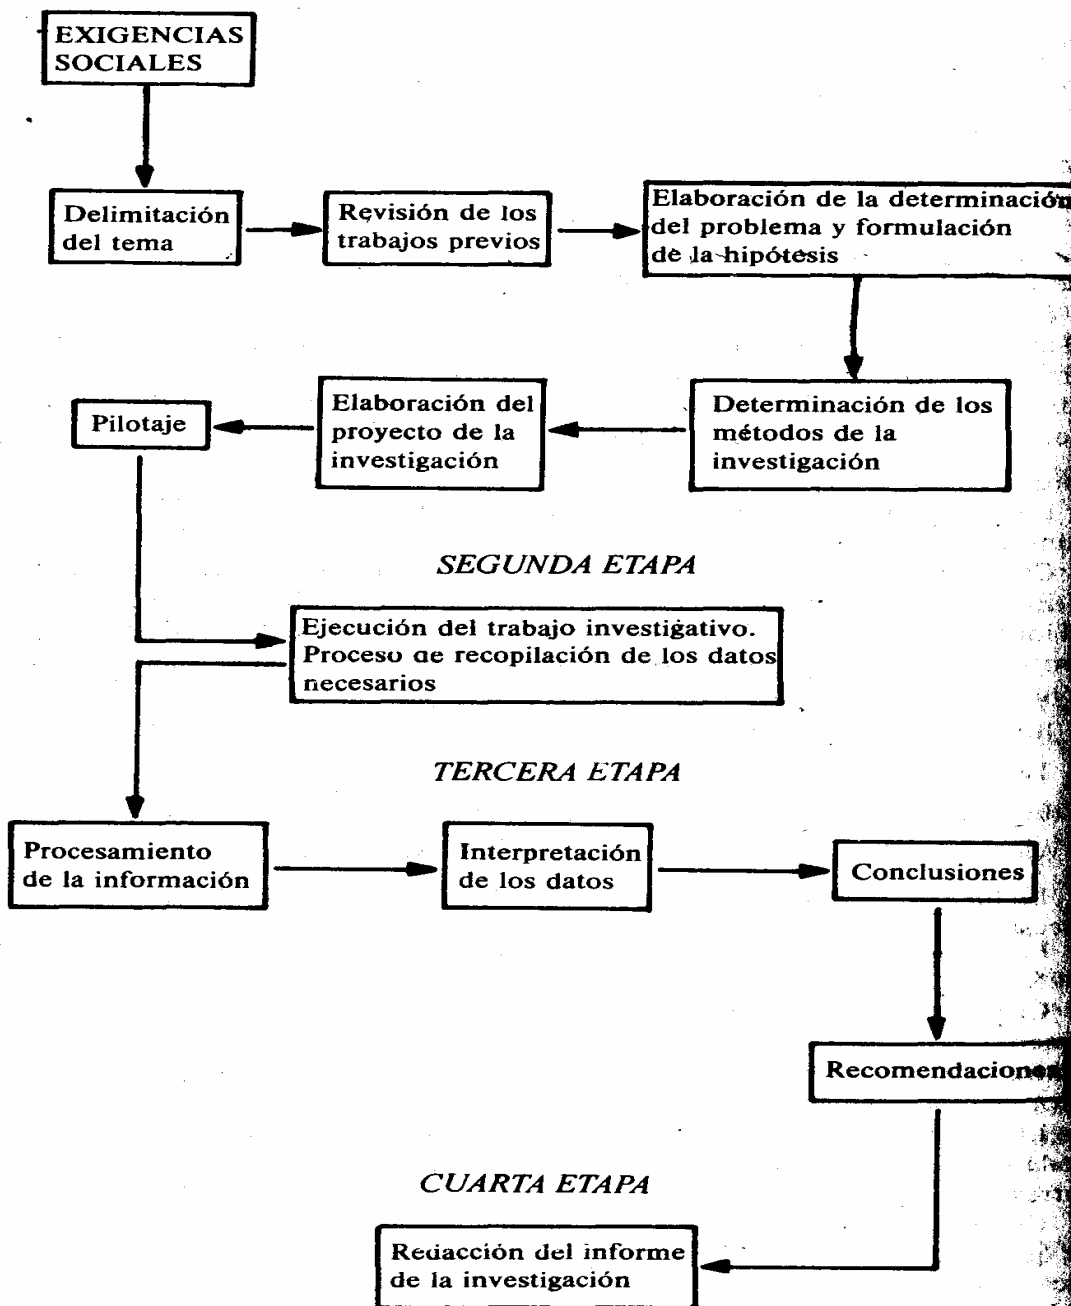 EXIGENCIAS
SOCIALES
Delimitación
del tema
Revisión de los
trabajos previos
Elaboración de la determinación
del problema y formulación
de la hipótesis
Pilotaje
Elaboración del
proyecto de la
investigación
Determinación de los
métodos de la
investigación
SEGUNDA ETAPA
Ejecución del trabajo investigativo.
Proceso de recopilación de los datos
necesarios
TERCERA ETAPA
Procesamiento
de la información
Interpretación
de los datos
Conclusiones
Recomendaciones
CUARTA ETAPA
Redacción del informe
de la investigación